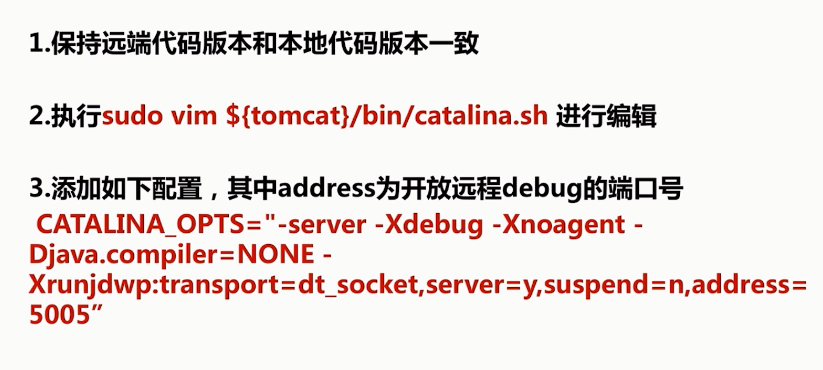 1.保持远端代码版本和本地代码版本一致
2.执行sudo vim ${tomcat}/bin/catalina.sh 进行编辑
3.添加如下配置，其中address为开放远程debug的端口号
CATALINA_OPTS="-server -Xdebug -Xnoagent -
Djava.compiler=NONE -
Xrunjdwp:transport=dt_socket,server=y,suspend=n,address=
5005”